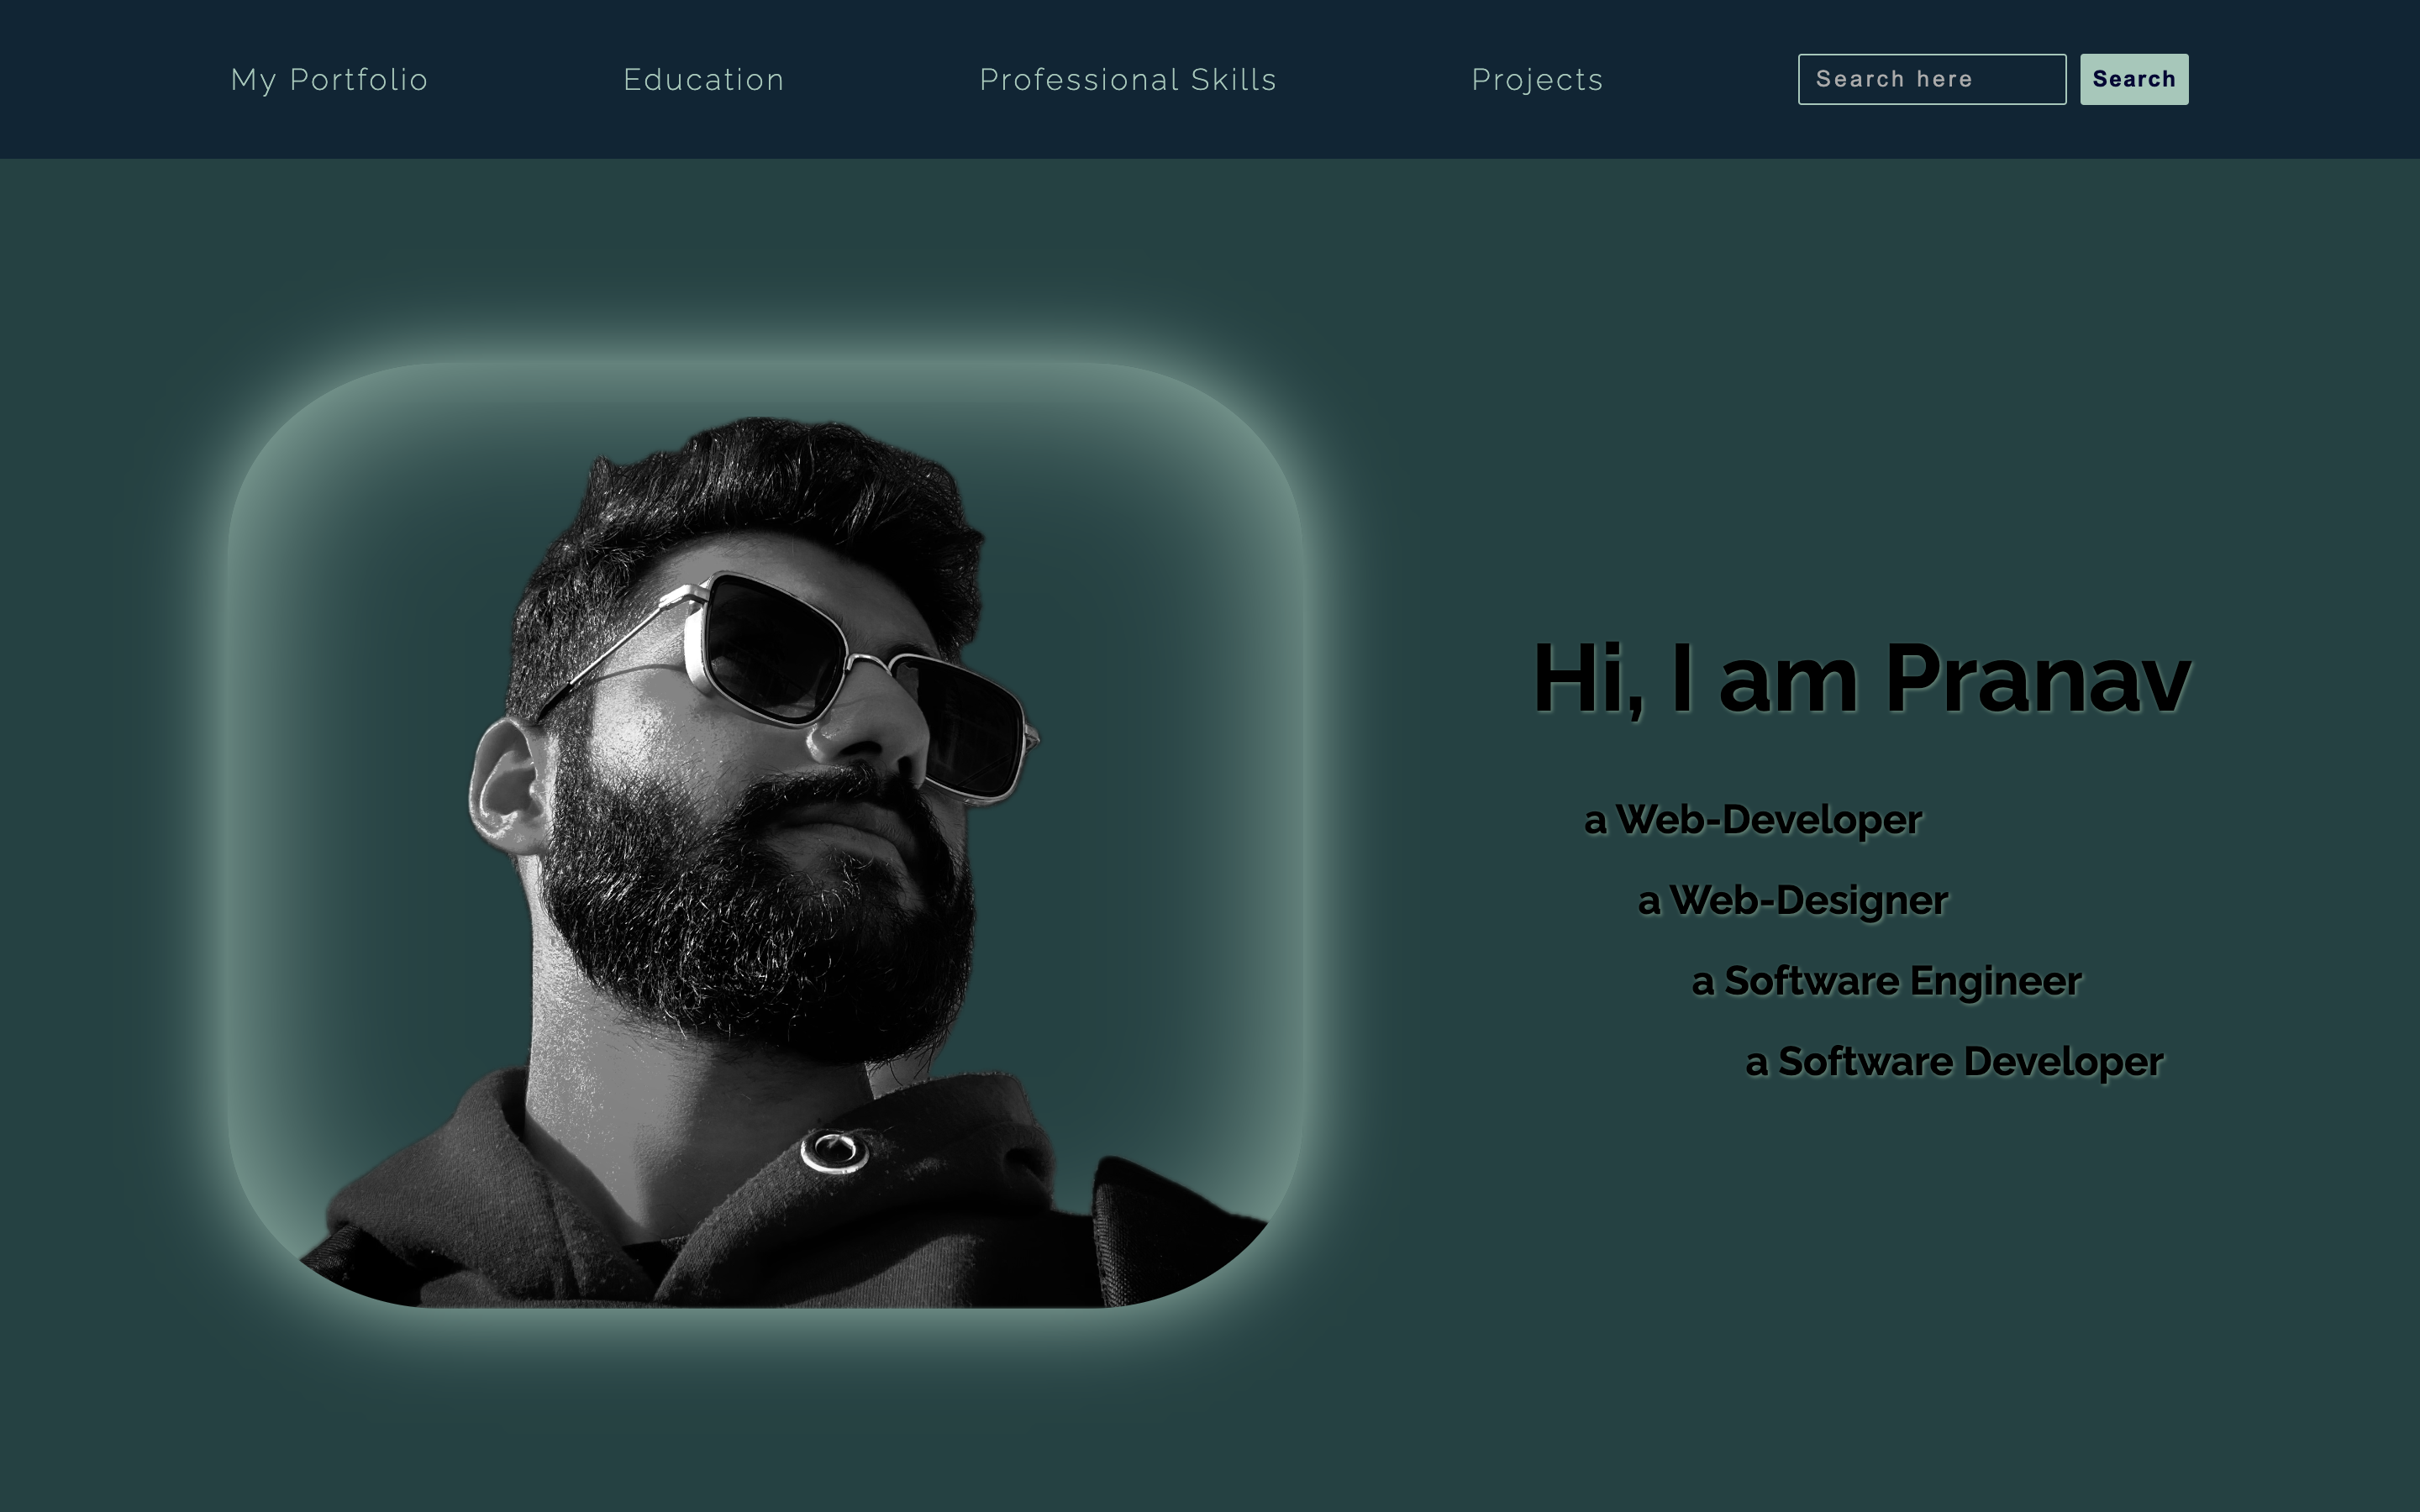 My Portfolio Education Professional Skills Projects Search here Search
Hi, I am Pranav
a Web-Developer
a Web-Designer
a Software Engineer
a Software Developer